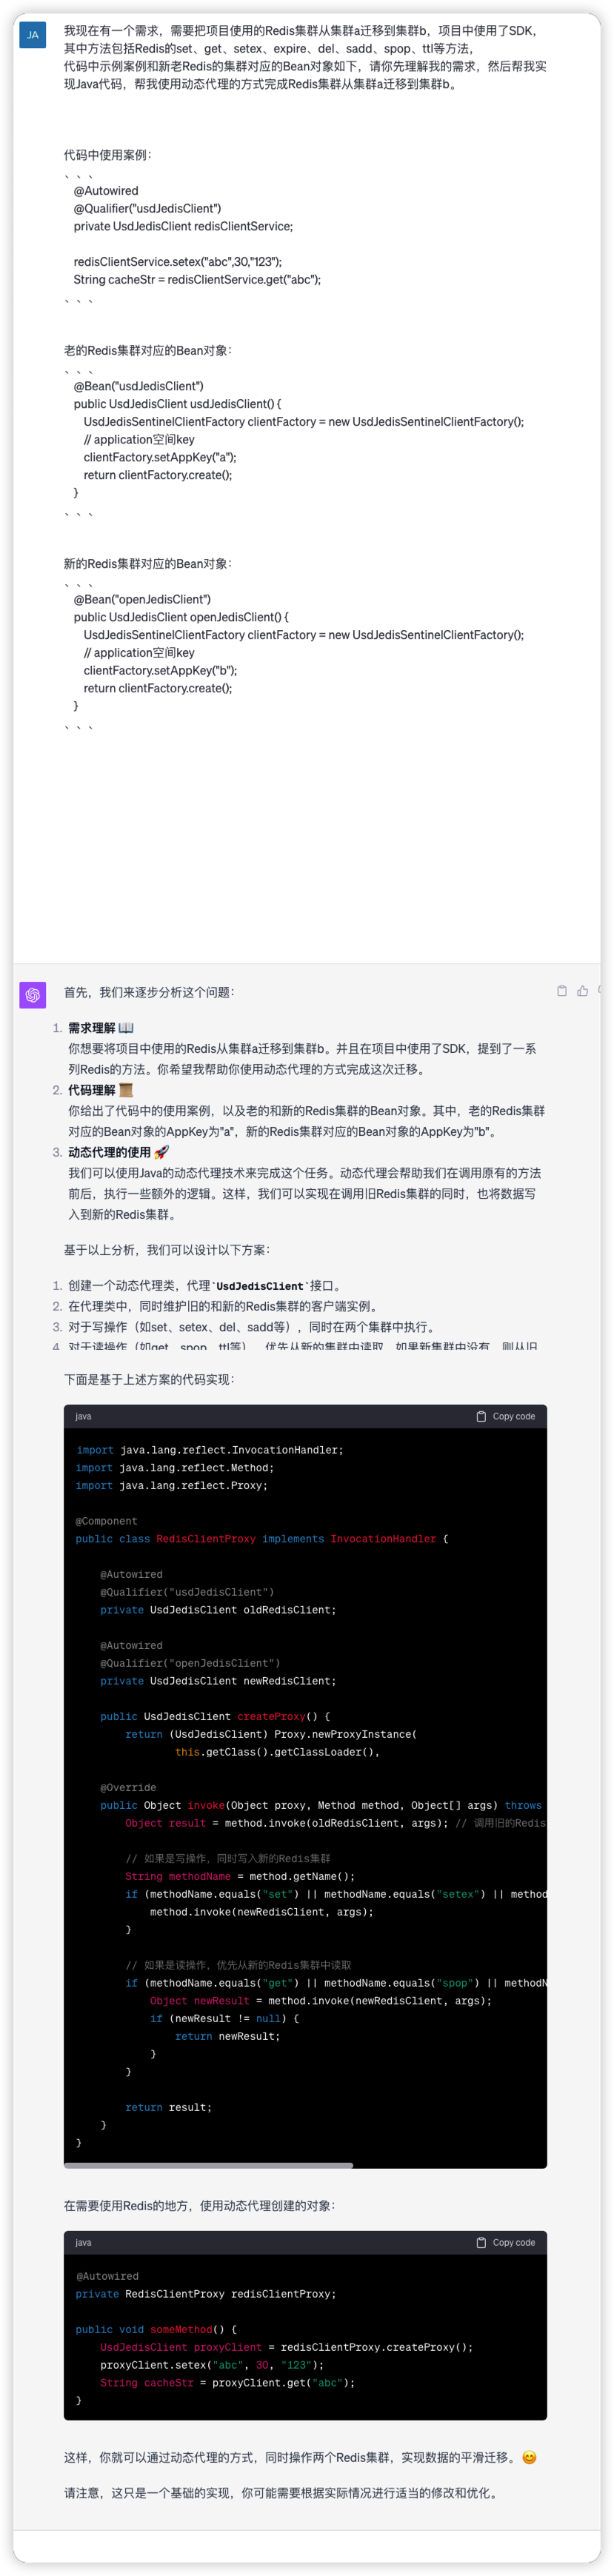 JA
我现在有一个需求，需要把项目使用的Redis集群从集群a迁移到集群b，项目中使用了SDK，
其中方法包括Redis的set、get、setex、expire、del、sadd、spop、ttl等方法，
代码中示例案例和新老Redis的集群对应的Bean对象如下，请你先理解我的需求，然后帮我实
现Java代码，帮我使用动态代理的方式完成Redis集群从集群a迁移到集群b。
代码中使用案例：
、、、
@Autowired
@Qualifier("usdJedisClient")
private UsdJedisClient redisClientService;
redisClientService.setex("abc",30,"123");
String cacheStr = redisClientService.get("abc");
、、、
老的Redis集群对应的Bean对象：
、、、
@Bean("usdJedisClient")
public UsdJedisClient usdJedisClient() {
UsdJedisSentinelClientFactory clientFactory = new UsdJedisSentinelClientFactory();
// application空间key
clientFactory.setAppKey("a");
return clientFactory.create();
}
、、、
新的Redis集群对应的Bean对象：
、、、
@Bean("openJedisClient")
public UsdJedisClient openJedisClient() {
UsdJedisSentinelClientFactory clientFactory = new UsdJedisSentinelClientFactory();
// application空间key
clientFactory.setAppKey("b");
return clientFactory.create();
}
、、、
首先，我们来逐步分析这个问题：
1. 需求理解 📖
你想要将项目中使用的Redis从集群a迁移到集群b。并且在项目中使用了SDK，提到了一系
列Redis的方法。你希望我帮助你使用动态代理的方式完成这次迁移。
2. 代码理解 📜
你给出了代码中的使用案例，以及老的和新的Redis集群的Bean对象。其中，老的Redis集群
对应的Bean对象的AppKey为"a"，新的Redis集群对应的Bean对象的AppKey为"b"。
3. 动态代理的使用 🚀
我们可以使用Java的动态代理技术来完成这个任务。动态代理会帮助我们在调用原有的方法
前后，执行一些额外的逻辑。这样，我们可以实现在调用旧Redis集群的同时，也将数据写
入到新的Redis集群。
基于以上分析，我们可以设计以下方案：
1. 创建一个动态代理类，代理`UsdJedisClient`接口。
2. 在代理类中，同时维护旧的和新的Redis集群的客户端实例。
3. 对于写操作（如set、setex、del、sadd等），同时在两个集群中执行。
4. 对于读操作（如get、spop、ttl等），优先从新的集群中读取，如果新集群中没有，则从旧
下面是基于上述方案的代码实现：
java
Copy code
import java.lang.reflect.InvocationHandler;
import java.lang.reflect.Method;
import java.lang.reflect.Proxy;
@Component
public class RedisClientProxy implements InvocationHandler {
@Autowired
@Qualifier("usdJedisClient")
private UsdJedisClient oldRedisClient;
@Autowired
@Qualifier("openJedisClient")
private UsdJedisClient newRedisClient;
public UsdJedisClient createProxy() {
return (UsdJedisClient) Proxy.newProxyInstance(
this.getClass().getClassLoader(),
@Override
public Object invoke(Object proxy, Method method, Object[] args) throws
Object result = method.invoke(oldRedisClient, args); // 调用旧的Redis
// 如果是写操作，同时写入新的Redis集群
String methodName = method.getName();
if (methodName.equals("set") || methodName.equals("setex") || method
method.invoke(newRedisClient, args);
}
// 如果是读操作，优先从新的Redis集群中读取
if (methodName.equals("get") || methodName.equals("spop") || methodN
Object newResult = method.invoke(newRedisClient, args);
if (newResult != null) {
return newResult;
}
}
return result;
}
}
在需要使用Redis的地方，使用动态代理创建的对象：
java
Copy code
@Autowired
private RedisClientProxy redisClientProxy;
public void someMethod() {
UsdJedisClient proxyClient = redisClientProxy.createProxy();
proxyClient.setex("abc", 30, "123");
String cacheStr = proxyClient.get("abc");
}
这样，你就可以通过动态代理的方式，同时操作两个Redis集群，实现数据的平滑迁移。😊
请注意，这只是一个基础的实现，你可能需要根据实际情况进行适当的修改和优化。